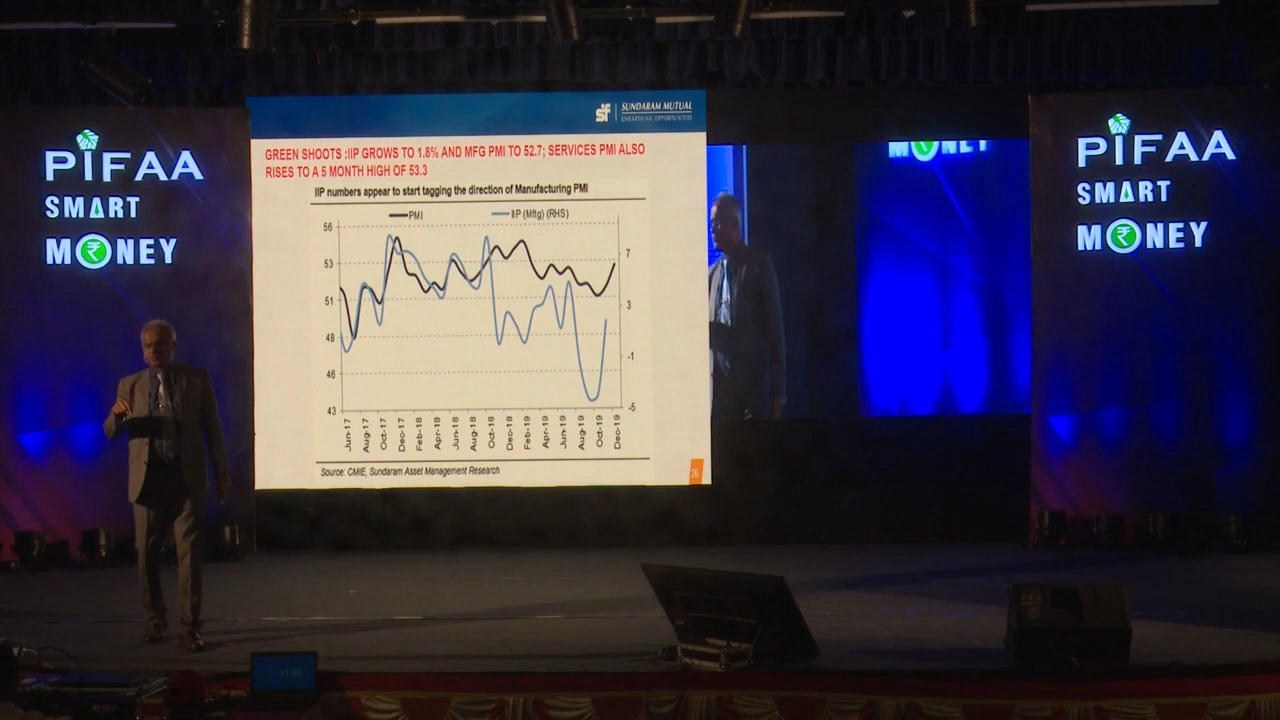 PIFAA
SMART
MONEY
SUNDARAM MUTUAL
UNEARTHING OPPORTUNITIES
GREEN SHOOTS :IIP GROWS TO 1.8% AND MFG PMI TO 52.7; SERVICES PMI ALSO
RISES TO A 5 MONTH HIGH OF 53.3
IIP numbers appear to start tagging the direction of Manufacturing PMI
PMI
IIP (Mftg) (RHS)
56
53
51
48
46
43
7
3
-1
-5
Jun-17
Aug-17
Oct-17
Dec-17
Feb-18
Apr-18
Jun-18
Aug-18
Oct-18
Dec-18
Feb-19
Apr-19
Jun-19
Aug-19
Oct-19
Dec-19
Source: CMIE, Sundaram Asset Management Research
26
MONEY
PIFAA
SMART
MONEY